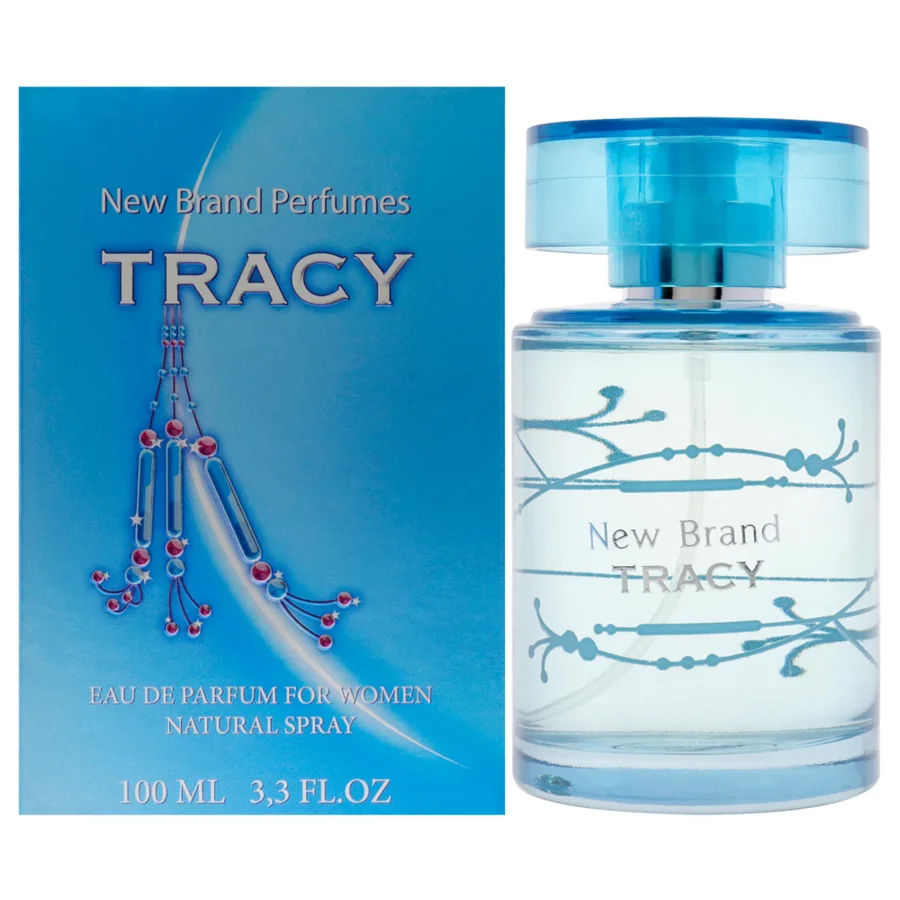 New Brand Perfumes
TRACY
EAU DE PARFUM FOR WOMEN
NATURAL SPRAY
100 ML 3,3 FL.OZ
New Brand
TRACY